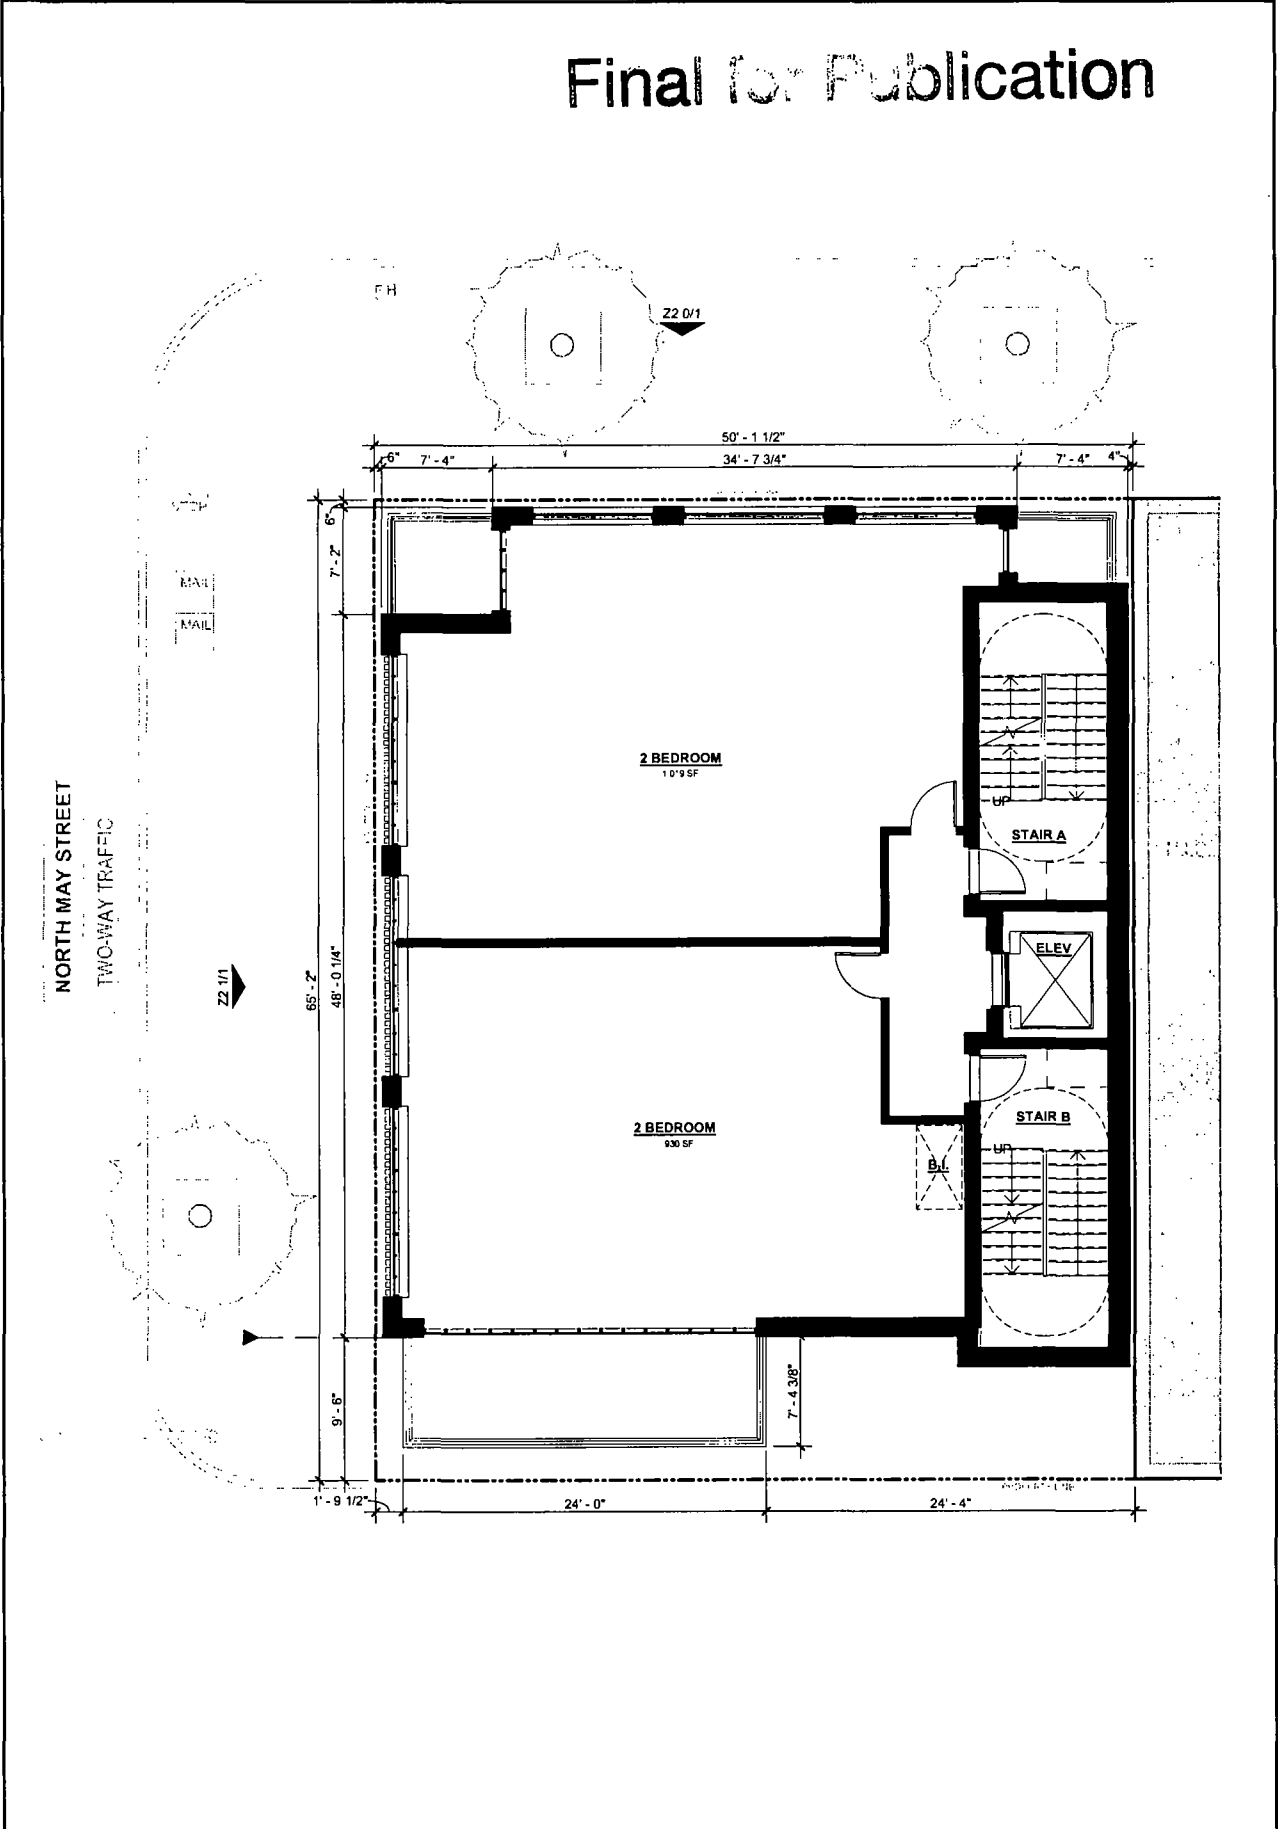 Final for Publication
FH
Z2 0/1
50' - 1 1/2"
6"
7' - 4"
34' - 7 3/4"
7' - 4"
4"
6"
7' - 2"
MAIL
MAIL
2 BEDROOM
UP
STAIR A
NORTH MAY STREET
TWO-WAY TRAFFIC
Z2 1/1
65' - 2"
48' - 0 1/4"
ELEV
2 BEDROOM
930 SF
STAIR B
UP
B.I.
9' - 6"
7' - 4 3/8"
1' - 9 1/2"
24' - 0"
24' - 4"